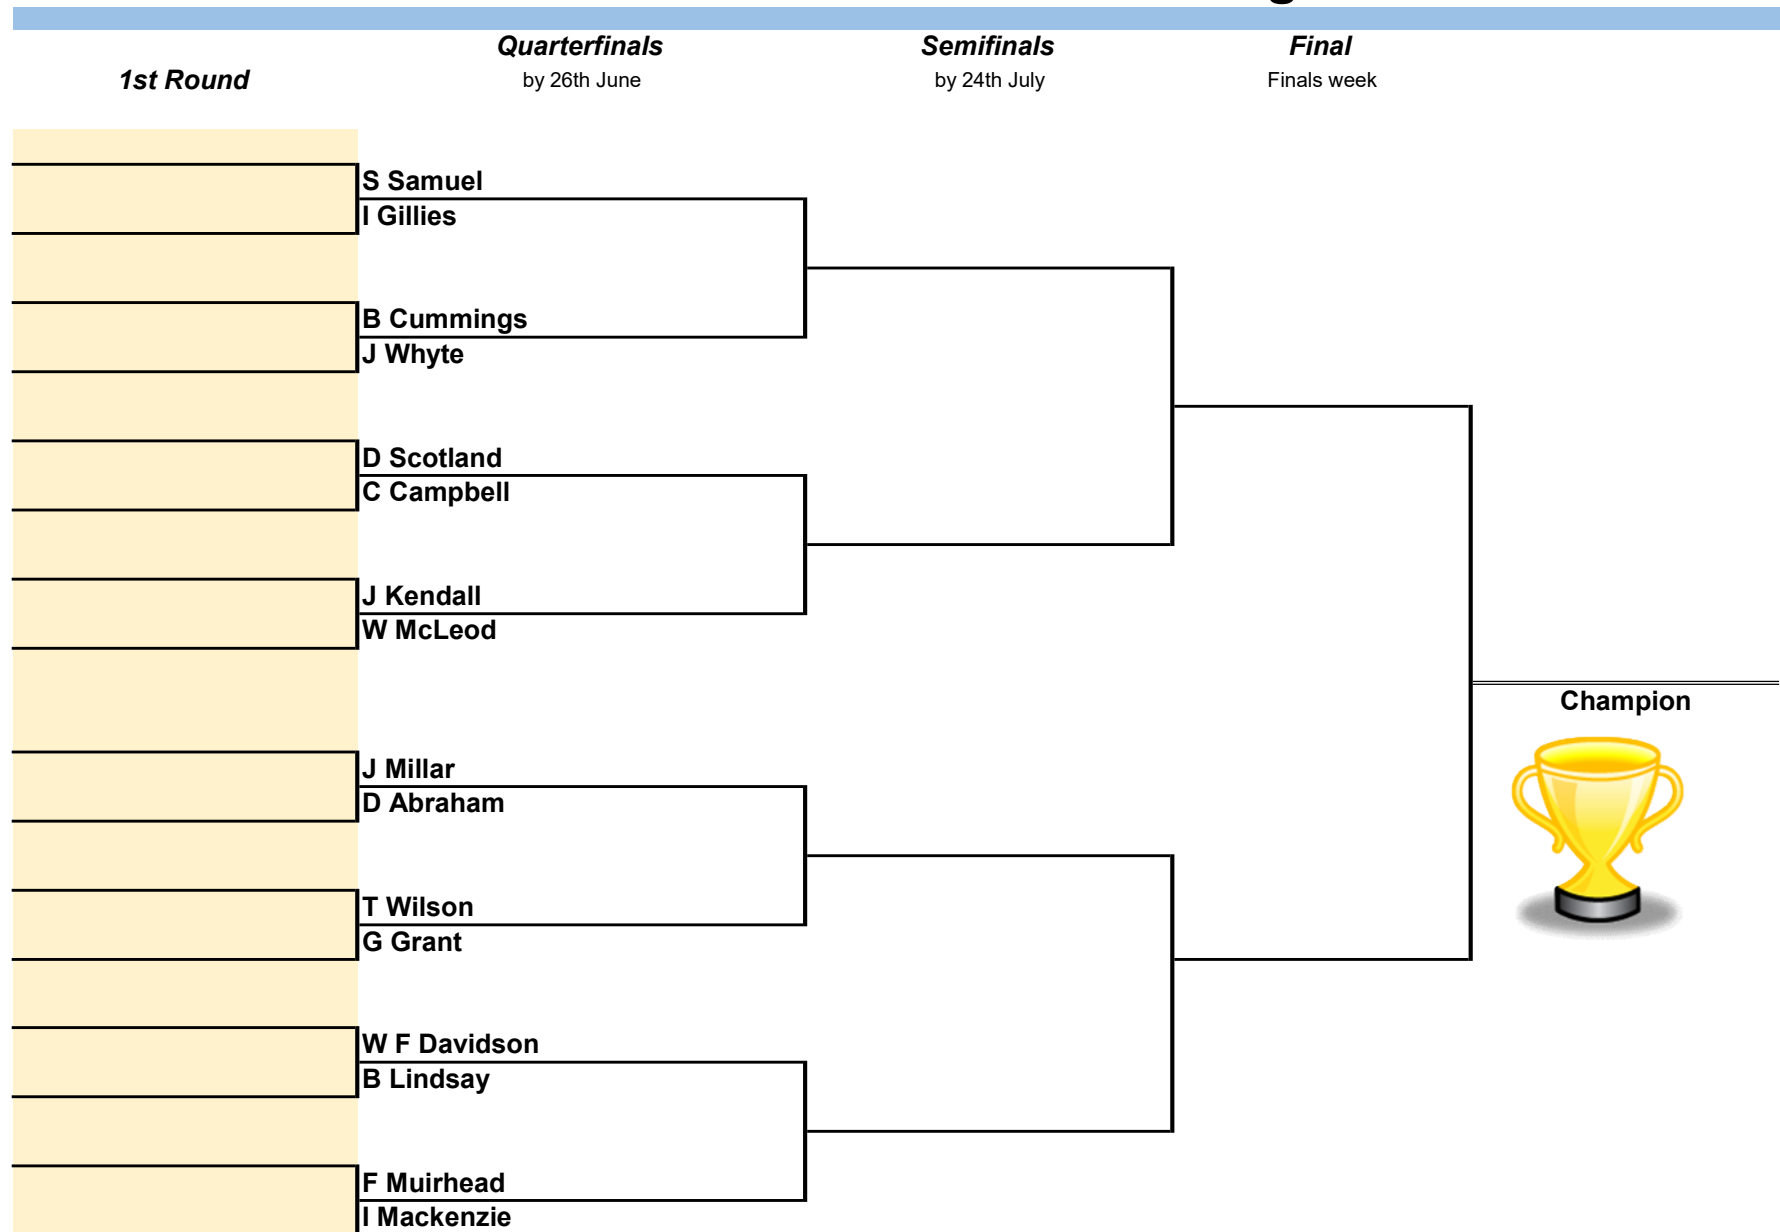 Quarterfinals
Semifinals
Final
1st Round
by 26th June
by 24th July
Finals week
S Samuel
I Gillies
B Cummings
J Whyte
D Scotland
C Campbell
J Kendall
W McLeod
Champion
J Millar
D Abraham
T Wilson
G Grant
W F Davidson
B Lindsay
F Muirhead
I Mackenzie